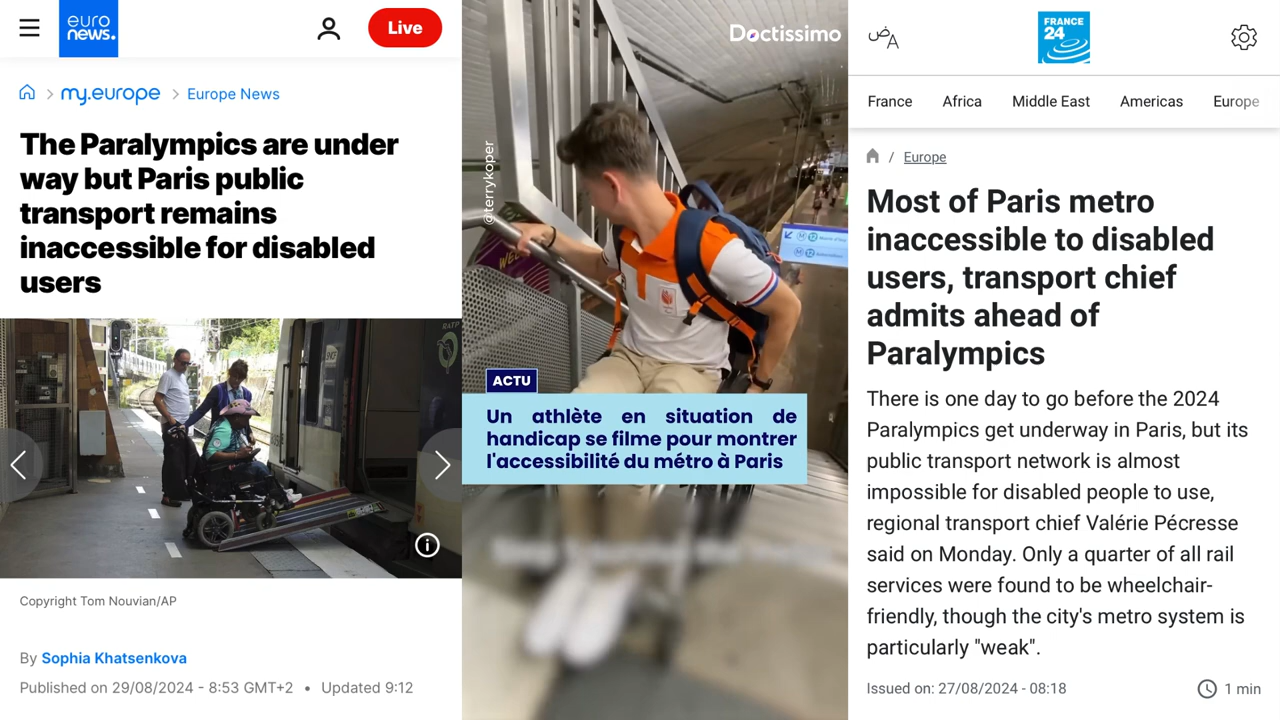 euro
news.
Live
my.europe
Europe News
The Paralympics are under
way but Paris public
transport remains
inaccessible for disabled
users
RATP
SNCF
Copyright Tom Nouvian/AP
By Sophia Khatsenkova
Published on 29/08/2024 - 8:53 GMT+2 • Updated 9:12
Doctissimo
@terrykoper
ACTU
Un athlète en situation de
handicap se filme pour montrer
l'accessibilité du métro à Paris
ض A
FRANCE
24
France Africa Middle East Americas Europe
/ Europe
Most of Paris metro
inaccessible to disabled
users, transport chief
admits ahead of
Paralympics
There is one day to go before the 2024
Paralympics get underway in Paris, but its
public transport network is almost
impossible for disabled people to use,
regional transport chief Valérie Pécresse
said on Monday. Only a quarter of all rail
services were found to be wheelchair-
friendly, though the city's metro system is
particularly "weak".
Issued on: 27/08/2024 - 08:18
1 min